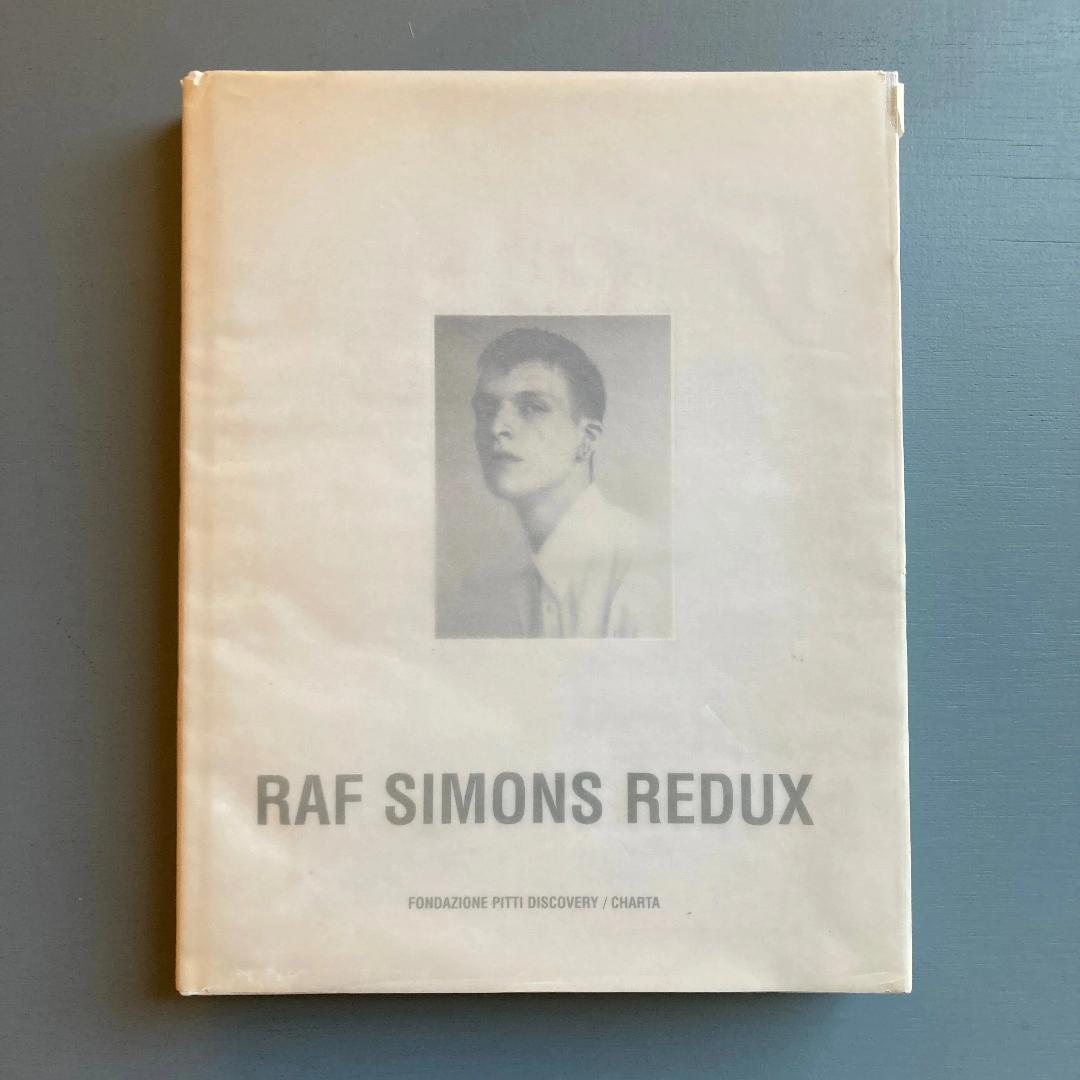 RAF SIMONS REDUX
FONDAZIONE PITTI DISCOVERY / CHARTA